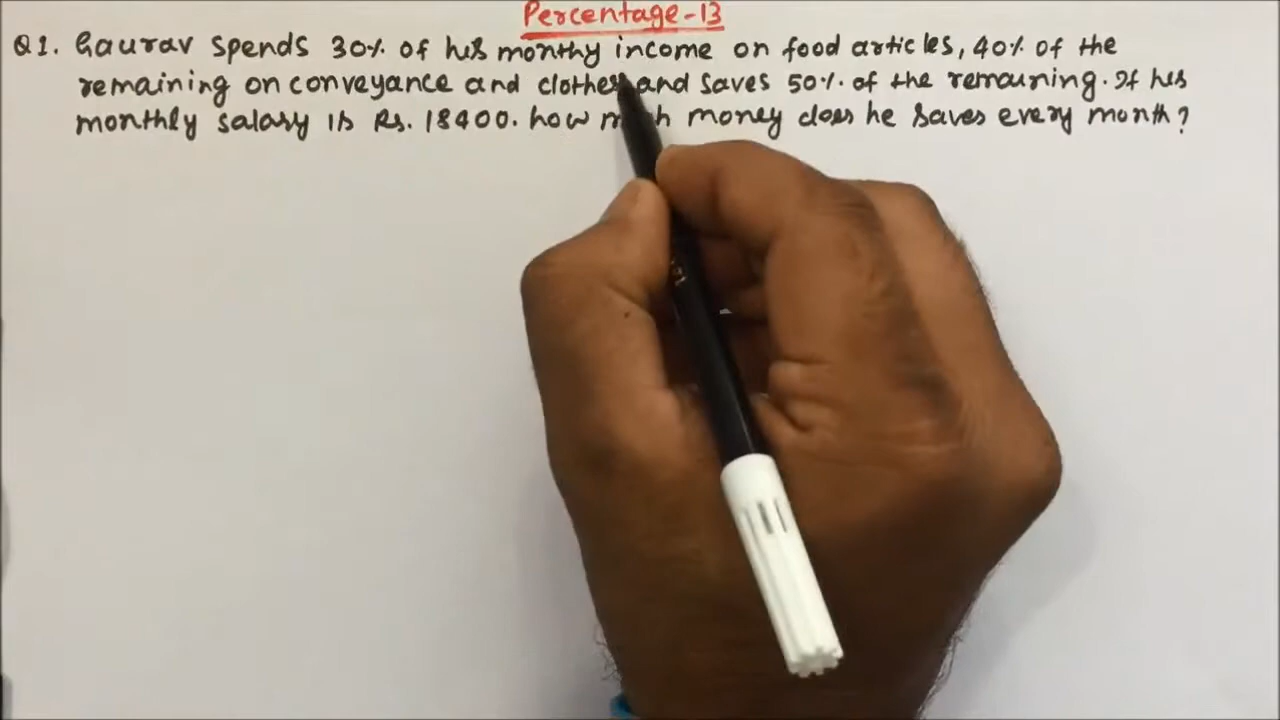 Percentage-13
Q1. Gaurav spends 30% of his monthy income on food articles, 40% of the
remaining on conveyance and clothes and saves 50% of the remaining. If his
monthly salary is Rs. 18400. how money does he saves every month?